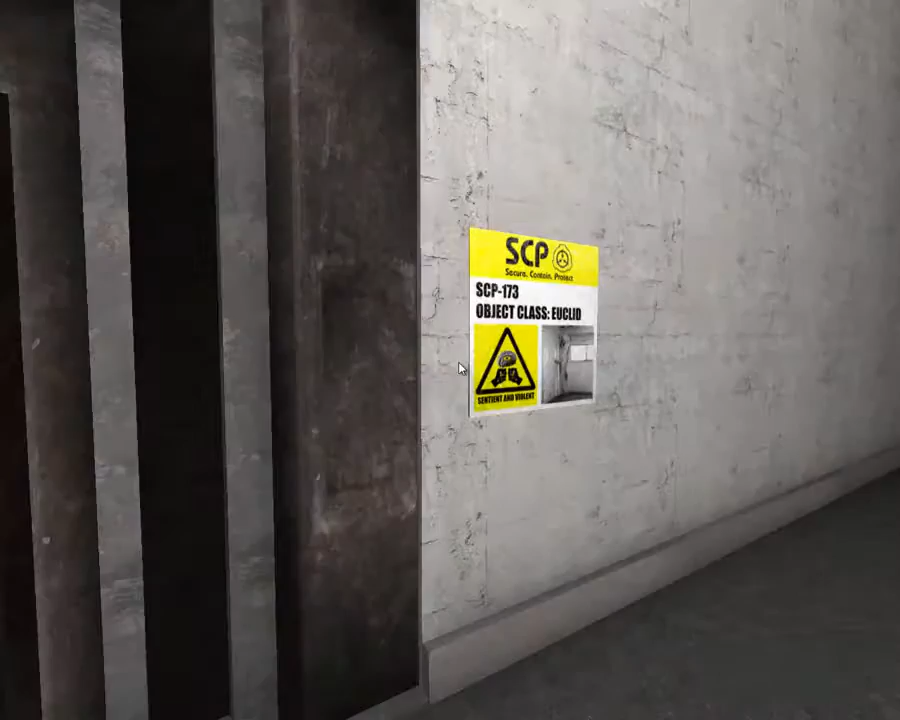 SCP
Secure. Contain. Protect.
SCP-173
OBJECT CLASS: EUCLID
SENTIENT AND VIOLENT